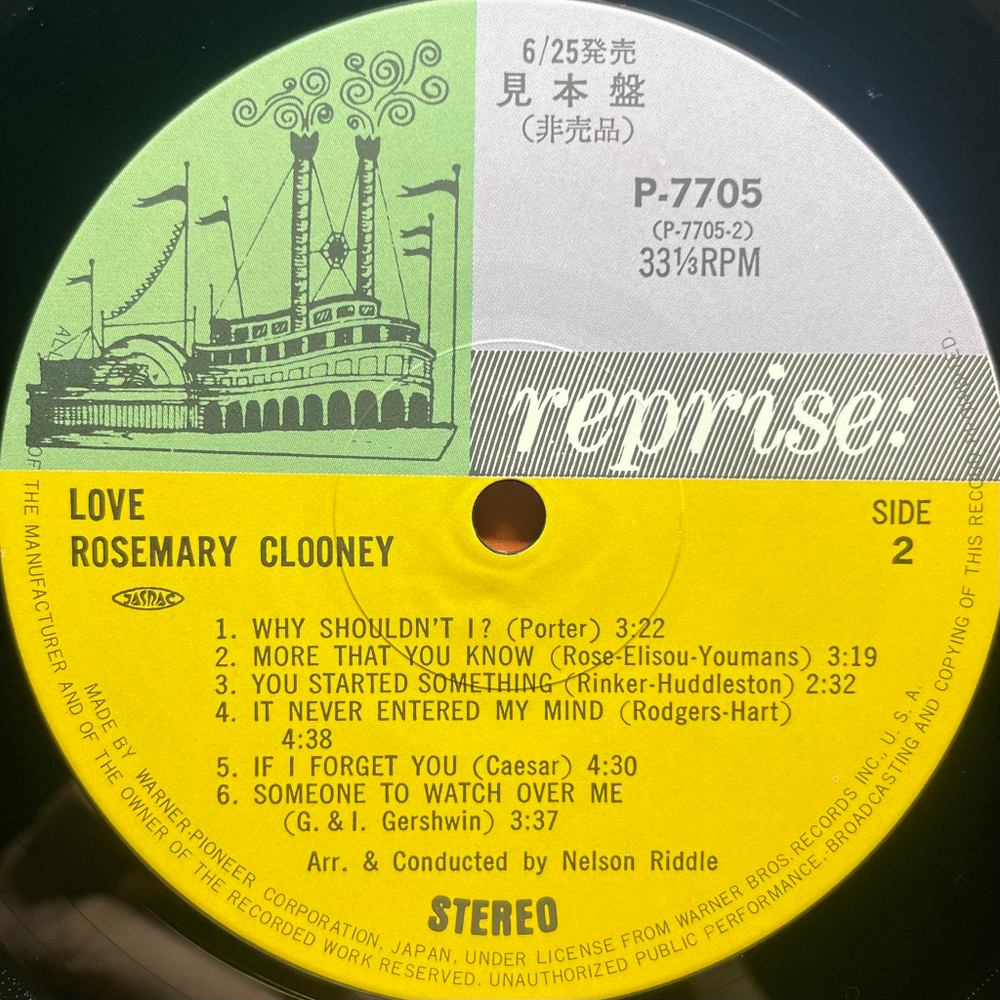 6/25発売
見本盤
(非売品)
P-7705
(P-7705-2)
33⅓RPM
reprise:
LOVE
ROSEMARY CLOONEY
SIDE
2
JASRAC
1. WHY SHOULDN'T I? (Porter) 3:22
2. MORE THAT YOU KNOW (Rose-Elisou-Youmans) 3:19
3. YOU STARTED SOMETHING (Rinker-Huddleston) 2:32
4. IT NEVER ENTERED MY MIND (Rodgers-Hart)
4:38
5. IF I FORGET YOU (Caesar) 4:30
6. SOMEONE TO WATCH OVER ME
(G. & I. Gershwin) 3:37
Arr. & Conducted by Nelson Riddle
STEREO
MADE BY WARNER-PIONEER CORPORATION, JAPAN, UNDER LICENSE FROM WARNER BROS. RECORDS INC., U. S. A.
OF THE MANUFACTURER AND OF THE OWNER OF THE RECORDED WORK RESERVED. UNAUTHORIZED PUBLIC PERFORMANCE. BROADCASTING AND COPYING OF THIS RECORD